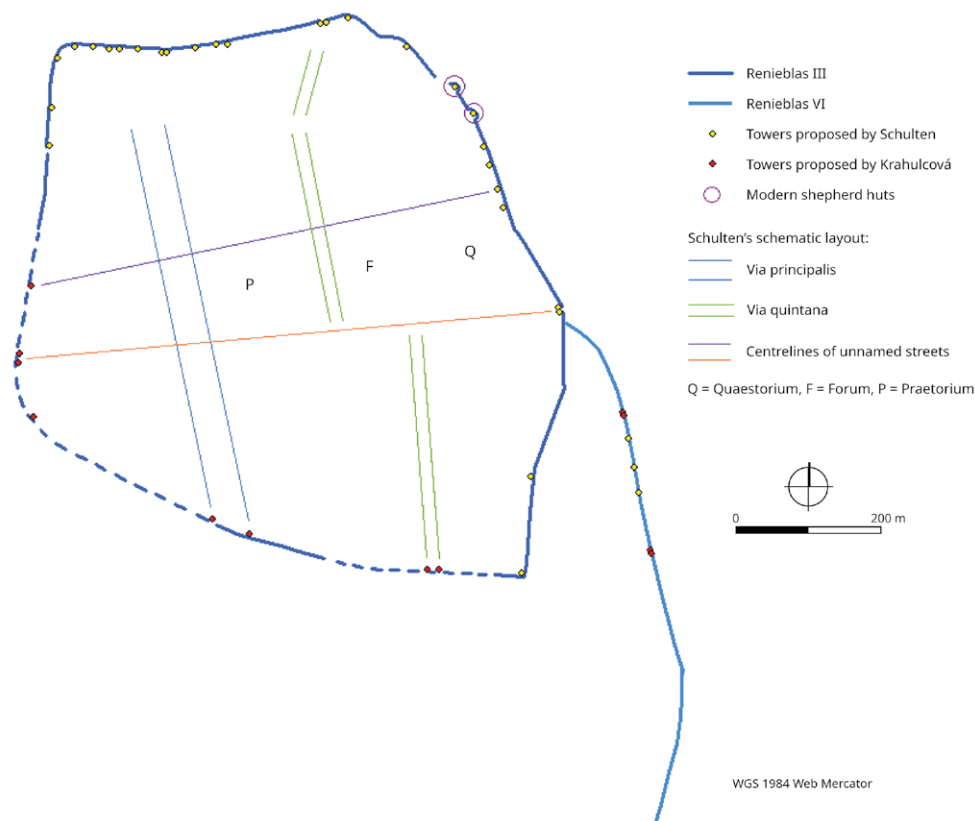 Renieblas III
Renieblas VI
Towers proposed by Schulten
Towers proposed by Krahulcová
Modern shepherd huts
Schulten's schematic layout:
Via principalis
Via quintana
Centrelines of unnamed streets
Q = Quaestorium, F = Forum, P = Praetorium
P
F
Q
0
200 m
WGS 1984 Web Mercator